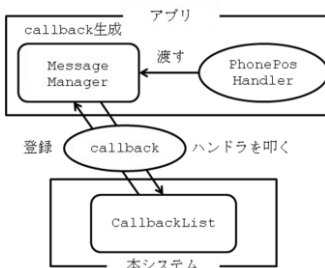 アプリ
callback生成
渡す
Message
Manager
PhonePos
Handler
登録
callback
ハンドラを叩く
CallbackList
本システム